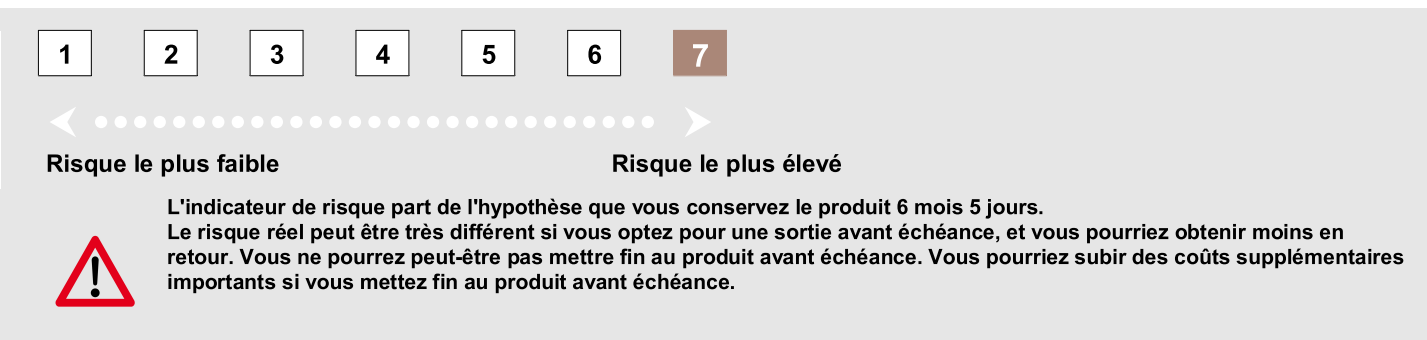 1 2 3 4 5 6 7
Risque le plus faible Risque le plus élevé
L'indicateur de risque part de l'hypothèse que vous conservez le produit 6 mois 5 jours.
Le risque réel peut être très différent si vous optez pour une sortie avant échéance, et vous pourriez obtenir moins en
retour. Vous ne pourrez peut-être pas mettre fin au produit avant échéance. Vous pourriez subir des coûts supplémentaires
importants si vous mettez fin au produit avant échéance.